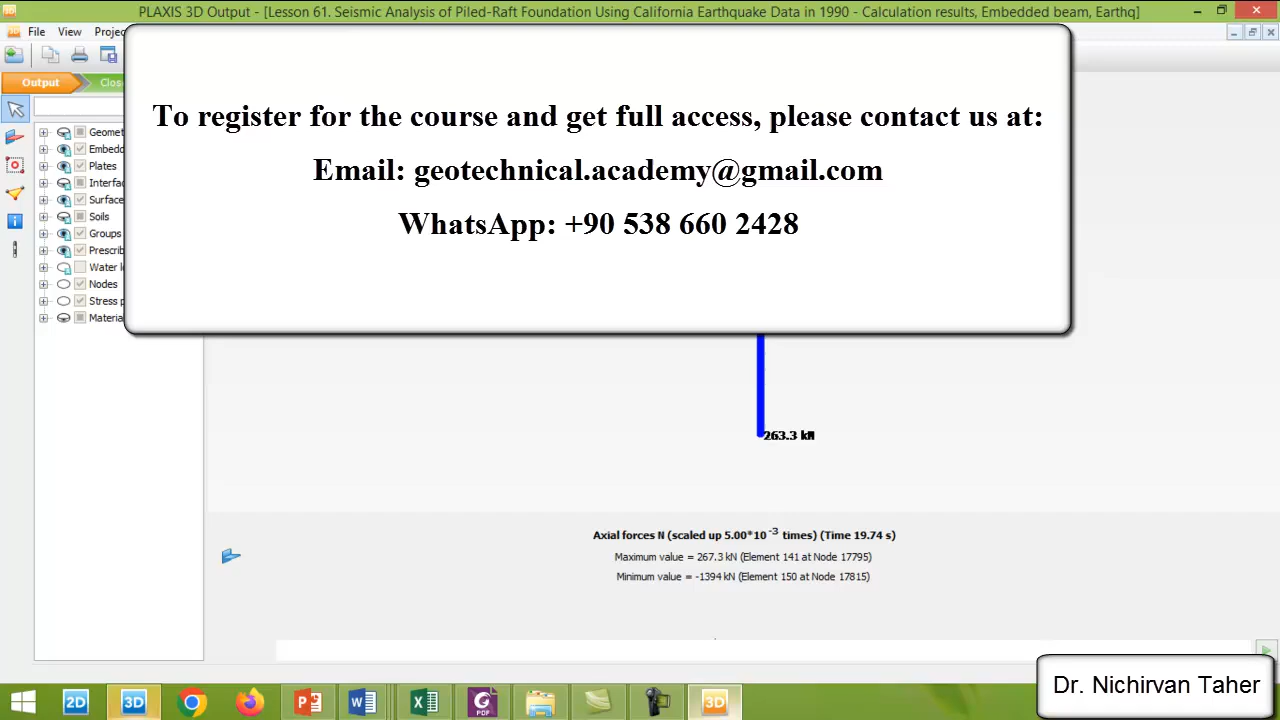 PLAXIS 3D Output - [Lesson 61. Seismic Analysis of Piled-Raft Foundation Using California Earthquake Data in 1990 - Calculation results, Embedded beam, Earthq]
File View Projec
To register for the course and get full access, please contact us at:
Email: geotechnical.academy@gmail.com
WhatsApp: +90 538 660 2428
Output Clos
Geomet
Embedd
Plates
Interfac
Surface
Soils
Groups
Prescrib
Water l
Nodes
Stress p
Materia
263.3 kN
Axial forces N (scaled up 5.00*10 -3 times) (Time 19.74 s)
Maximum value = 267.3 kN (Element 141 at Node 17795)
Minimum value = -1394 kN (Element 150 at Node 17815)
Dr. Nichirvan Taher
2D 3D P W X PDF 3D